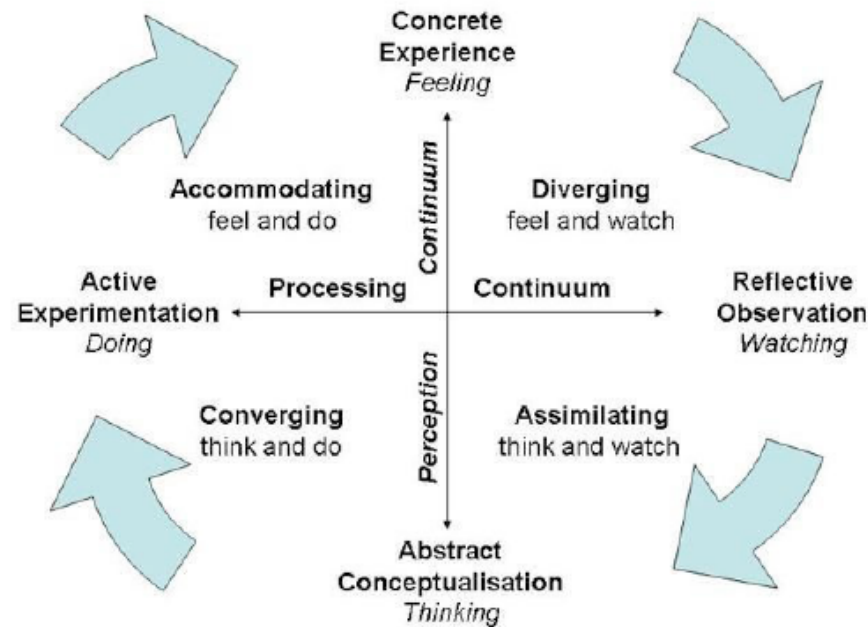 Concrete
Experience
Feeling
Accommodating
feel and do
Continuum
Diverging
feel and watch
Active
Experimentation
Doing
Processing
Continuum
Reflective
Observation
Watching
Converging
think and do
Perception
Assimilating
think and watch
Abstract
Conceptualisation
Thinking